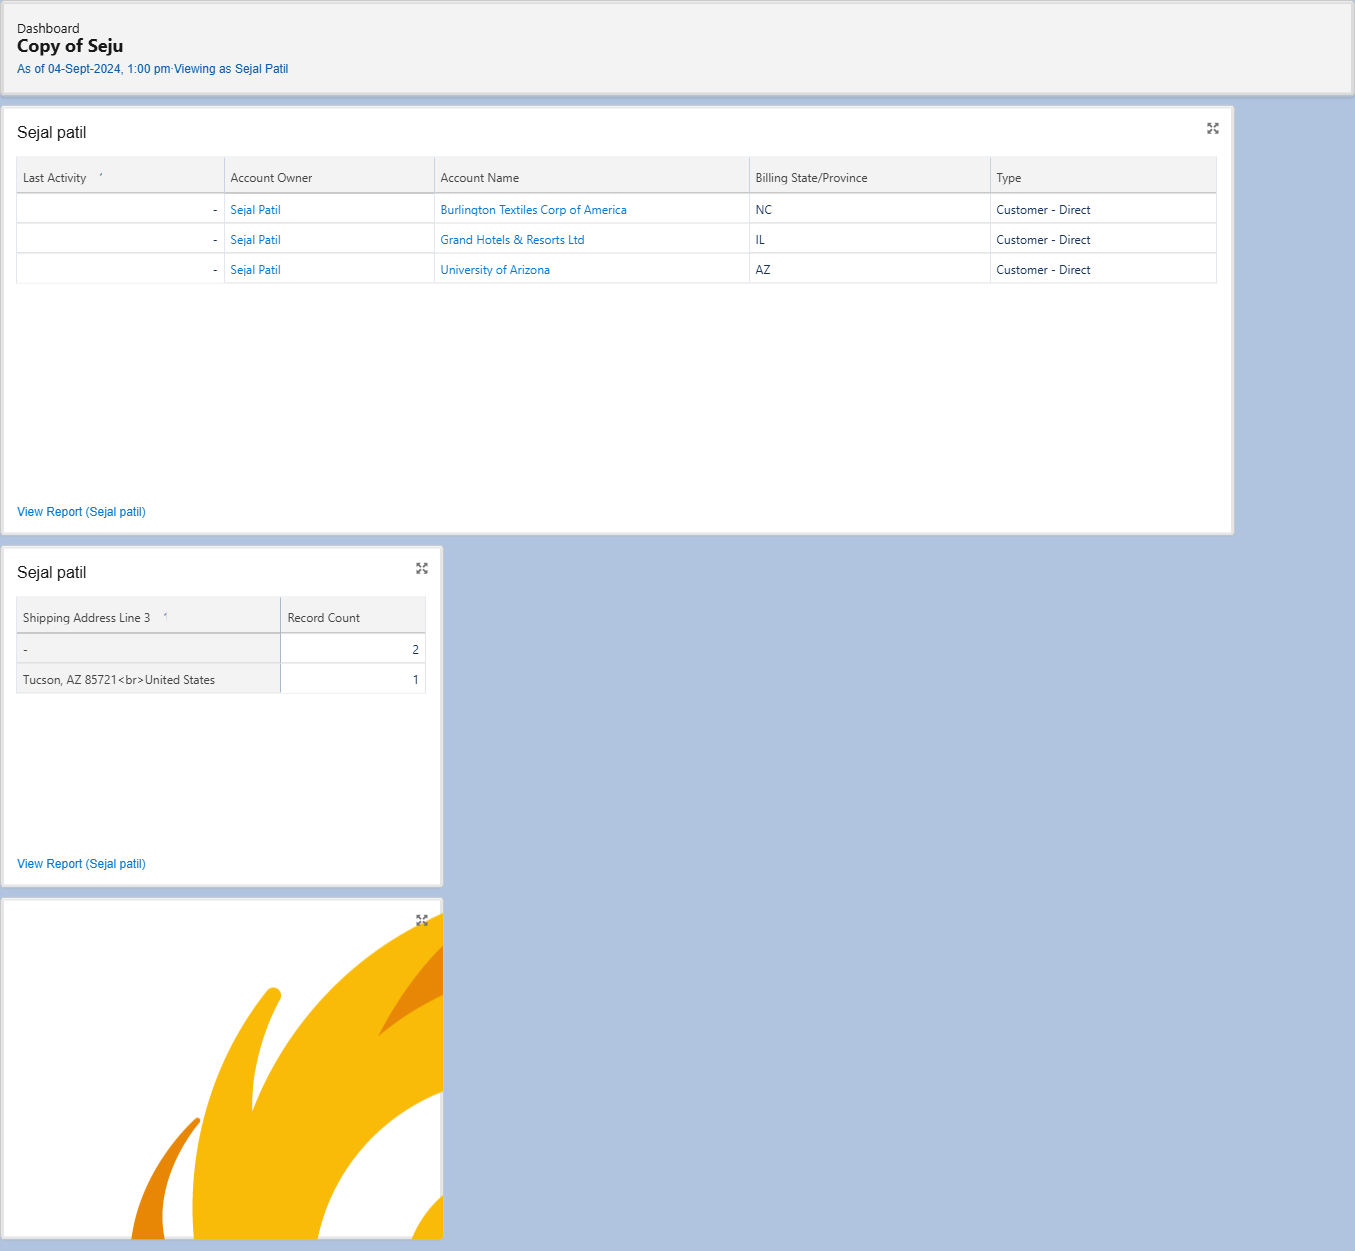 Dashboard
Copy of Seju
As of 04-Sept-2024, 1:00 pm·Viewing as Sejal Patil
Sejal patil
Last Activity Account Owner Account Name Billing State/Province Type
- Sejal Patil Burlington Textiles Corp of America NC Customer - Direct
- Sejal Patil Grand Hotels & Resorts Ltd IL Customer - Direct
- Sejal Patil University of Arizona AZ Customer - Direct
View Report (Sejal patil)
Sejal patil
Shipping Address Line 3 Record Count
- 2
Tucson, AZ 85721<br>United States 1
View Report (Sejal patil)